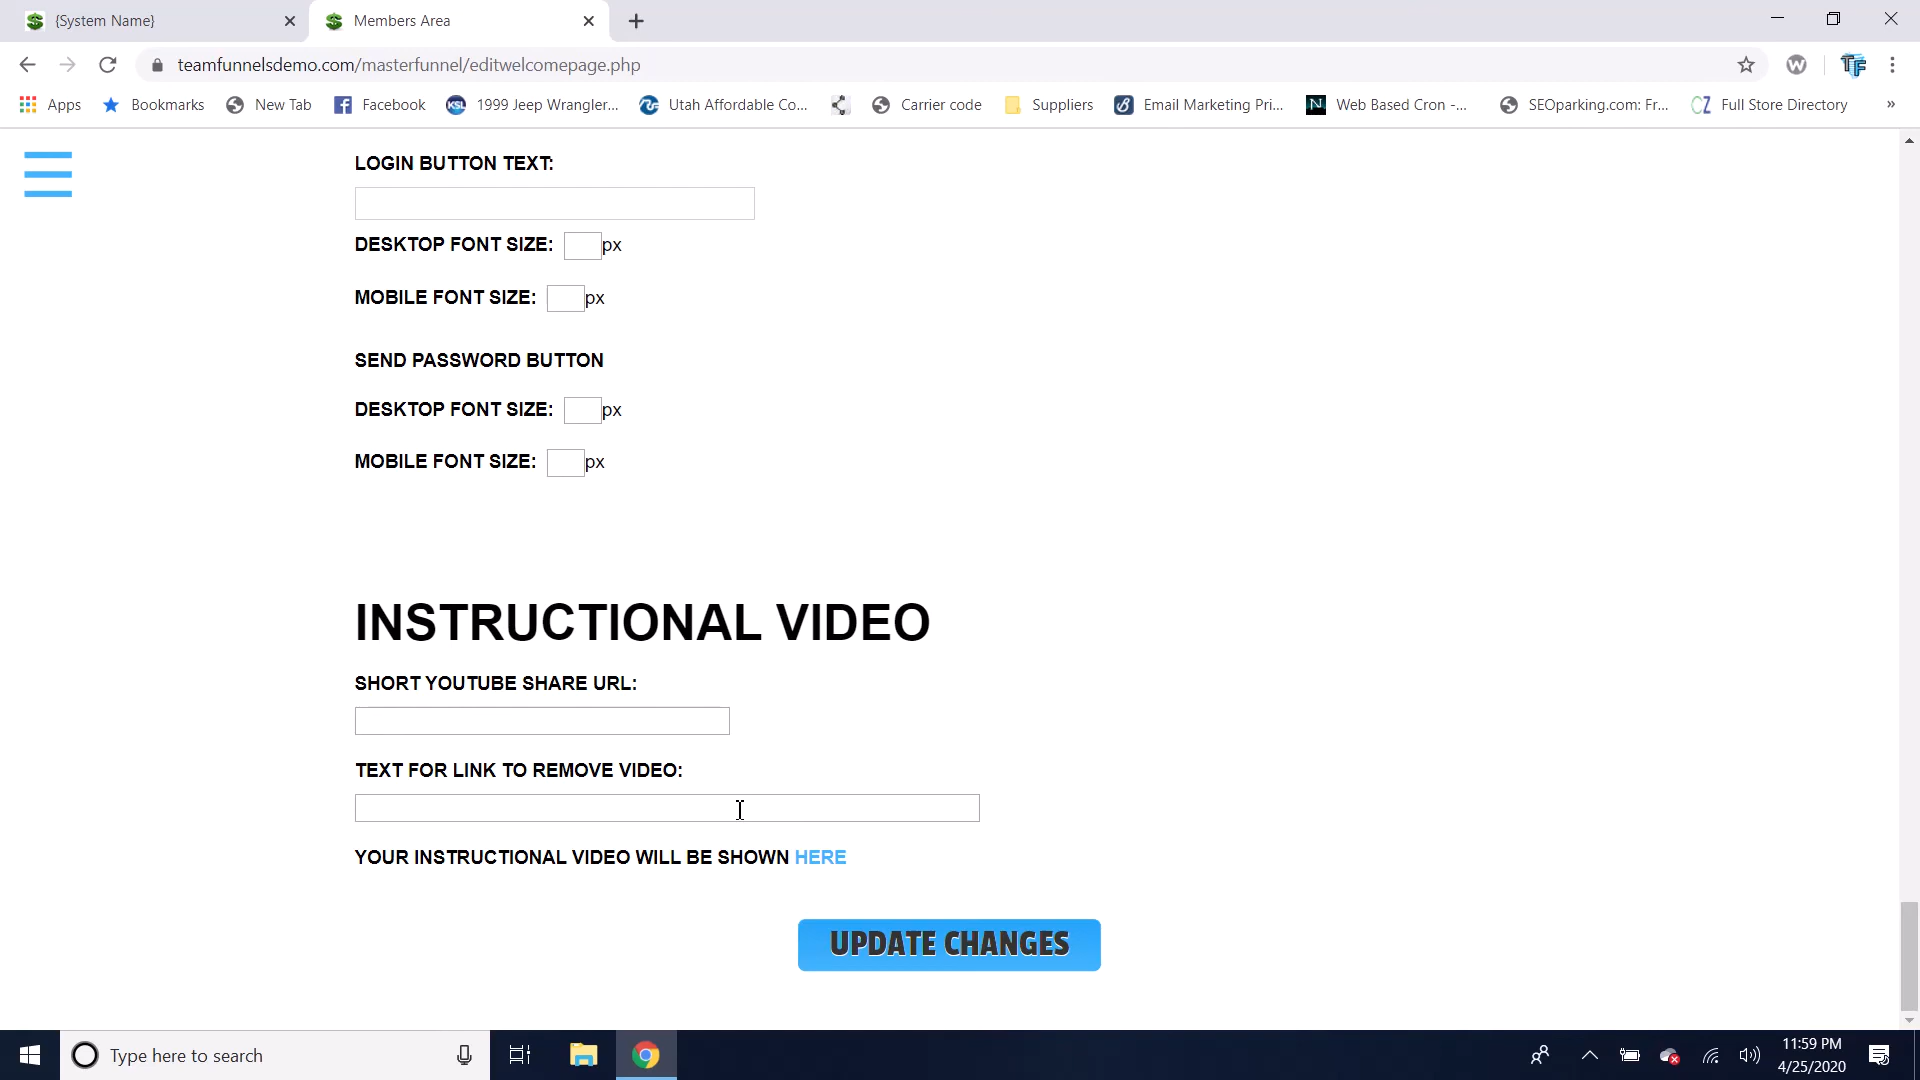 {System Name}
Members Area
teamfunnelsdemo.com/masterfunnel/editwelcomepage.php
W
TF
Apps
Bookmarks
New Tab
Facebook
KSL
1999 Jeep Wrangler...
Utah Affordable Co...
Carrier code
Suppliers
Email Marketing Pri...
N
Web Based Cron -...
SEOparking.com: Fr...
CZ
Full Store Directory
»
LOGIN BUTTON TEXT:
DESKTOP FONT SIZE: px
MOBILE FONT SIZE: px
SEND PASSWORD BUTTON
DESKTOP FONT SIZE: px
MOBILE FONT SIZE: px
INSTRUCTIONAL VIDEO
SHORT YOUTUBE SHARE URL:
TEXT FOR LINK TO REMOVE VIDEO:
YOUR INSTRUCTIONAL VIDEO WILL BE SHOWN HERE
UPDATE CHANGES
Type here to search
11:59 PM
4/25/2020